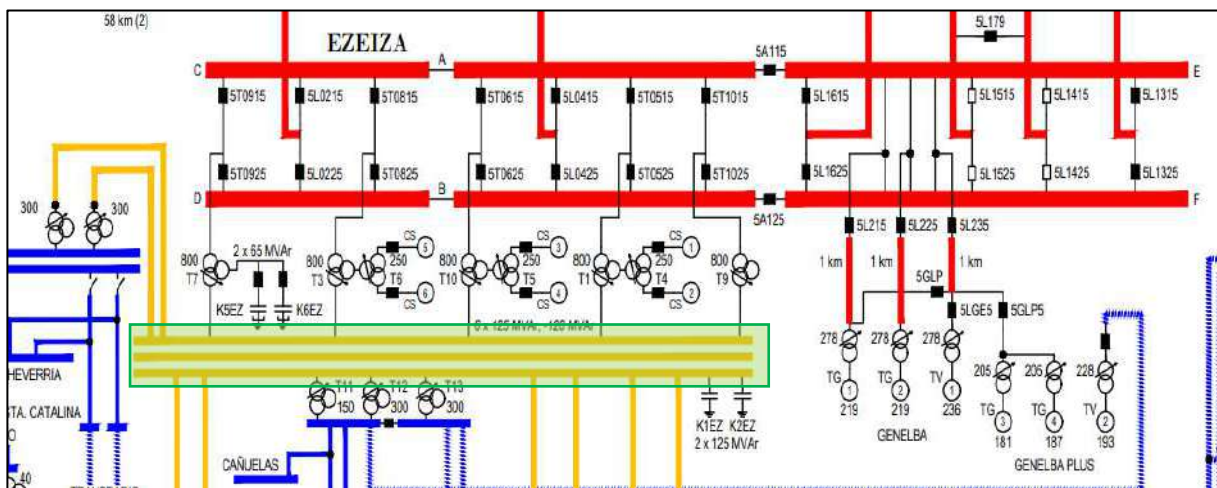 58 km (2)
EZEIZA
5L179
C
A
5A115
E
5T0915
5L0215
5T0815
5T0615
5L0415
5T0515
5T1015
5L1615
5L1515
5L1415
5L1315
5T0925
5L0225
5T0825
5T0625
5L0425
5T0525
5T1025
5L1625
5L1525
5L1425
5L1325
D
B
5A125
F
300
300
5L215
5L225
5L235
2 x 65 MVAr
CS
5
CS
3
CS
1
800
T7
800
T3
250
T6
800
T10
250
T5
800
T1
250
T4
800
T9
1 km
1 km
1 km
5GLP
CS
6
CS
4
CS
2
K5EZ
K6EZ
5LGE5
5GLP5
6 x 125 MVAr, -120 MVAr
278
278
278
205
205
228
HEVERRIA
T11
T12
T13
150
300
300
TG
1
219
TG
2
219
TV
1
236
TG
3
181
TG
4
187
TV
2
193
STA. CATALINA
O
K1EZ
K2EZ
2 x 125 MVAr
GENELBA
CAÑUELAS
GENELBA PLUS
40